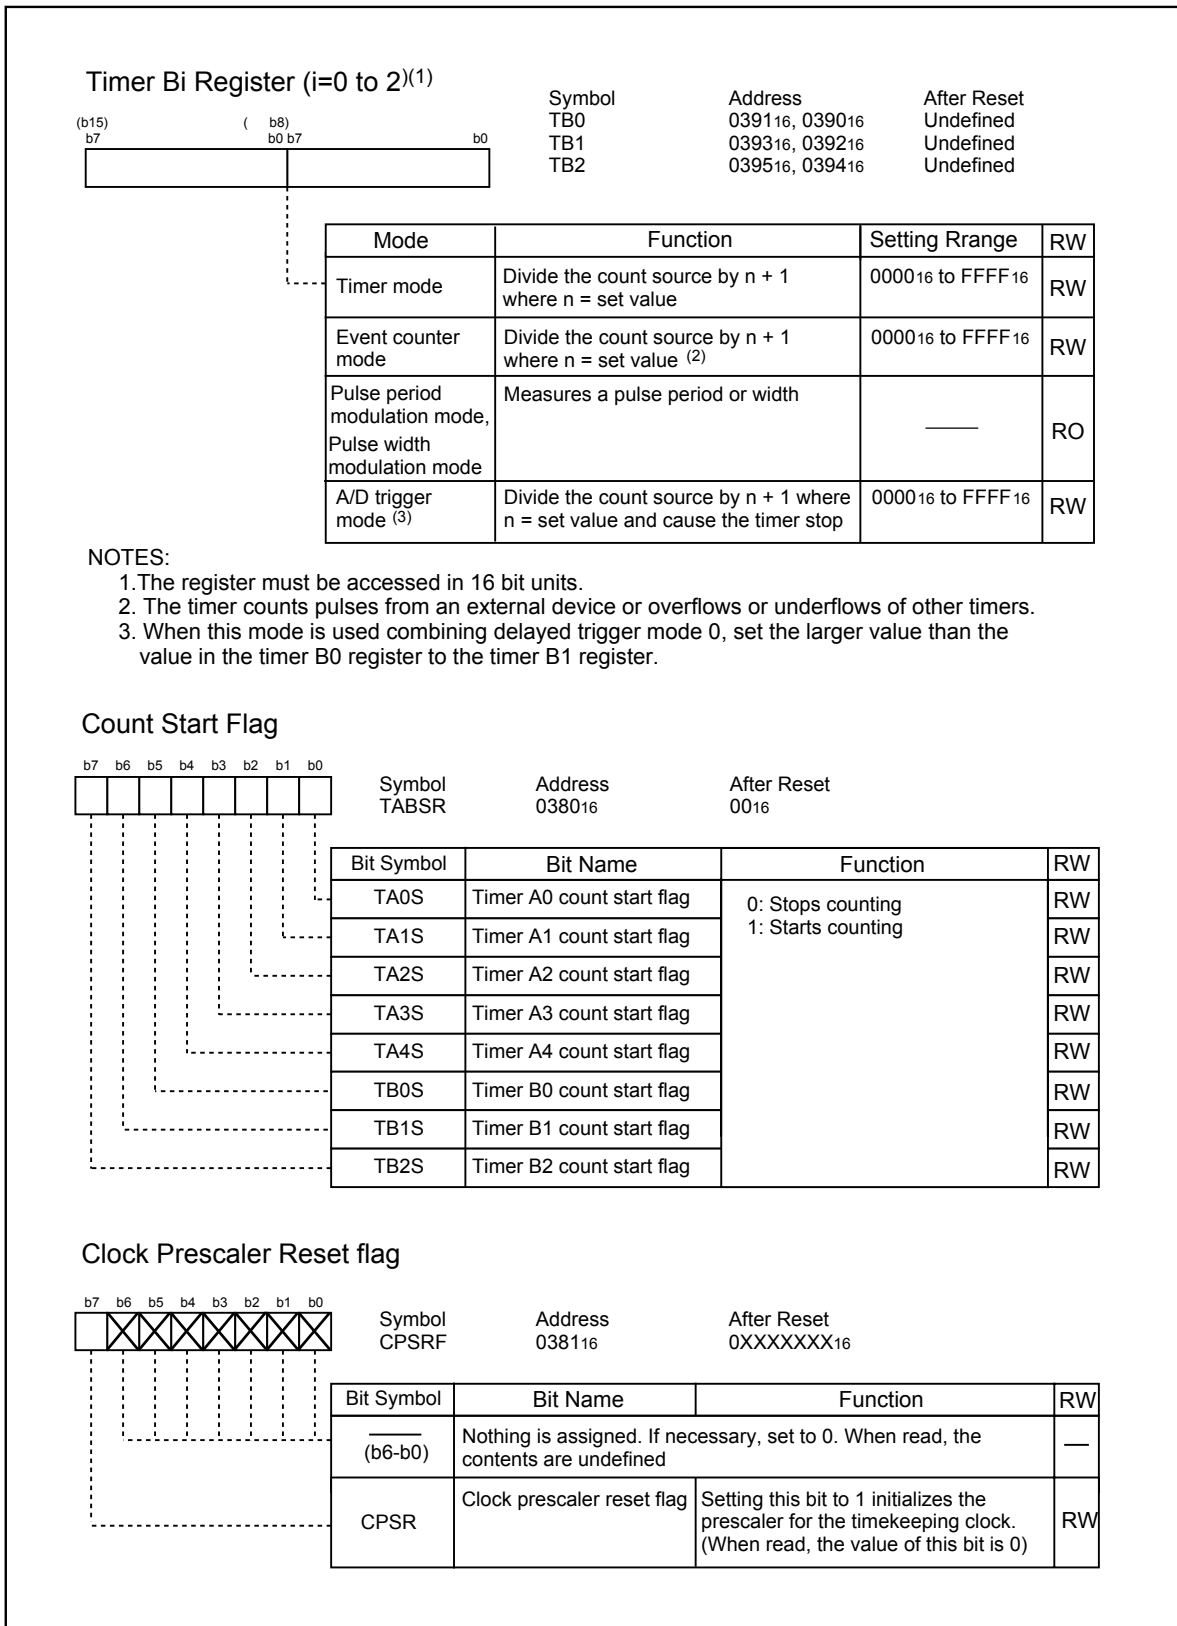 Timer Bi Register (i=0 to 2)(1)
Symbol Address After Reset
TB0 039116, 039016 Undefined
TB1 039316, 039216 Undefined
TB2 039516, 039416 Undefined
(b15) ( b8)
b7 b0 b7 b0
Mode Function Setting Rrange RW
Timer mode Divide the count source by n + 1 000016 to FFFF16 RW
where n = set value
Event counter Divide the count source by n + 1 000016 to FFFF16 RW
mode where n = set value (2)
Pulse period Measures a pulse period or width
modulation mode,
Pulse width RO
modulation mode
A/D trigger Divide the count source by n + 1 where 000016 to FFFF16 RW
mode (3) n = set value and cause the timer stop
NOTES:
1.The register must be accessed in 16 bit units.
2. The timer counts pulses from an external device or overflows or underflows of other timers.
3. When this mode is used combining delayed trigger mode 0, set the larger value than the
value in the timer B0 register to the timer B1 register.
Count Start Flag
b7 b6 b5 b4 b3 b2 b1 b0
Symbol Address After Reset
TABSR 038016 0016
Bit Symbol Bit Name Function RW
TA0S Timer A0 count start flag 0: Stops counting RW
1: Starts counting
TA1S Timer A1 count start flag RW
TA2S Timer A2 count start flag RW
TA3S Timer A3 count start flag RW
TA4S Timer A4 count start flag RW
TB0S Timer B0 count start flag RW
TB1S Timer B1 count start flag RW
TB2S Timer B2 count start flag RW
Clock Prescaler Reset flag
b7 b6 b5 b4 b3 b2 b1 b0
Symbol Address After Reset
CPSRF 038116 0XXXXXXX16
Bit Symbol Bit Name Function RW
(b6-b0) Nothing is assigned. If necessary, set to 0. When read, the —
contents are undefined
CPSR Clock prescaler reset flag Setting this bit to 1 initializes the RW
prescaler for the timekeeping clock.
(When read, the value of this bit is 0)